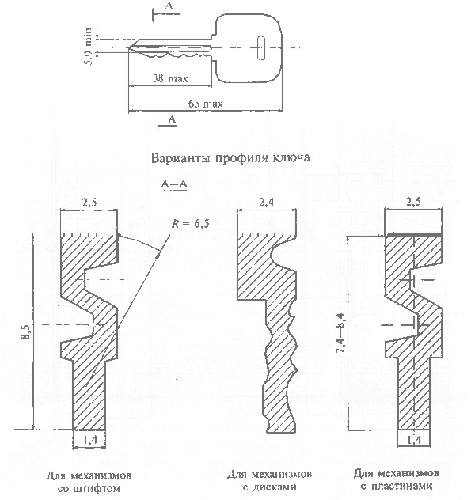 А
5,0 min
38 max
65 max
А
Варианты профиля ключа
А—А
2,5
2,4
2,5
R = 6,5
8,5
7,4—8,4
1,4
1,4
Для механизмов
со штифтом
Для механизмов
с дисками
Для механизмов
с пластинами